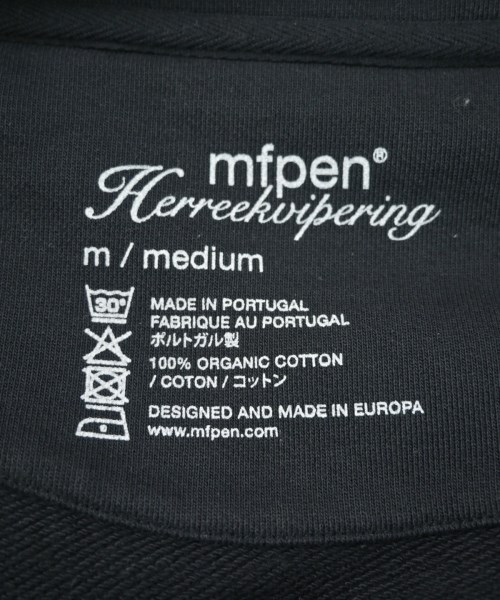 mfpen®
Herreekvipering
m / medium
30°
MADE IN PORTUGAL
FABRIQUE AU PORTUGAL
ポルトガル製
100% ORGANIC COTTON
/ COTON / コットン
DESIGNED AND MADE IN EUROPA
www.mfpen.com